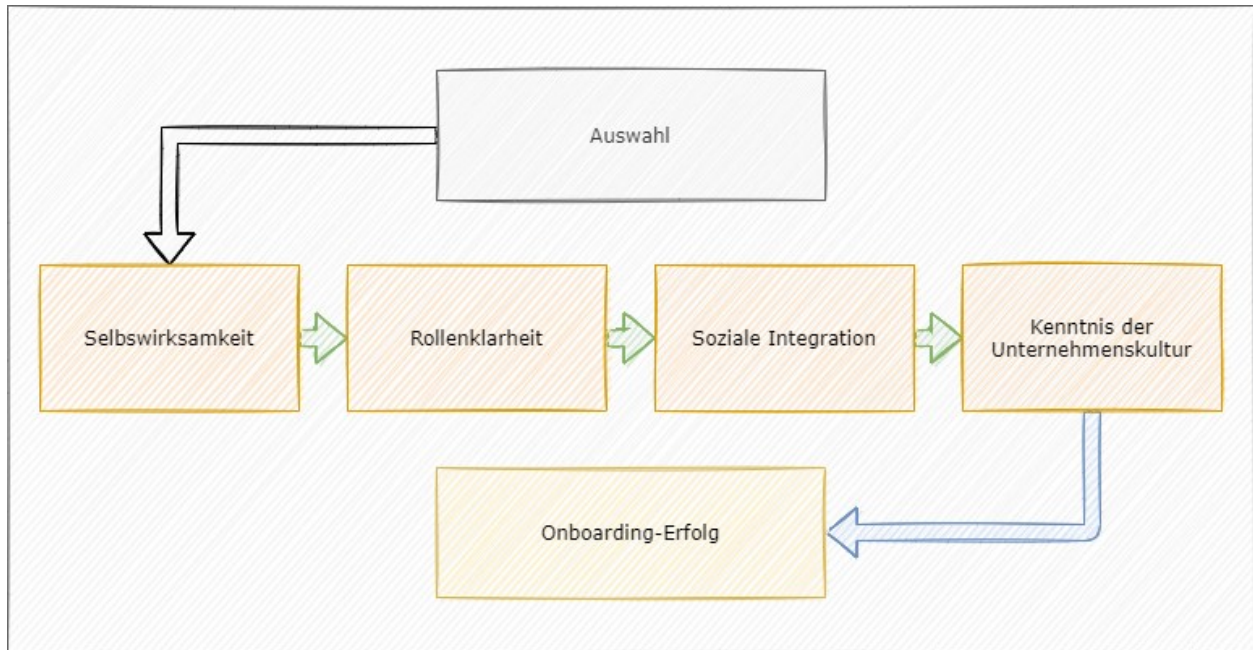 Auswahl
Selbswirksamkeit
Rollenklarheit
Soziale Integration
Kenntnis der
Unternehmenskultur
Onboarding-Erfolg